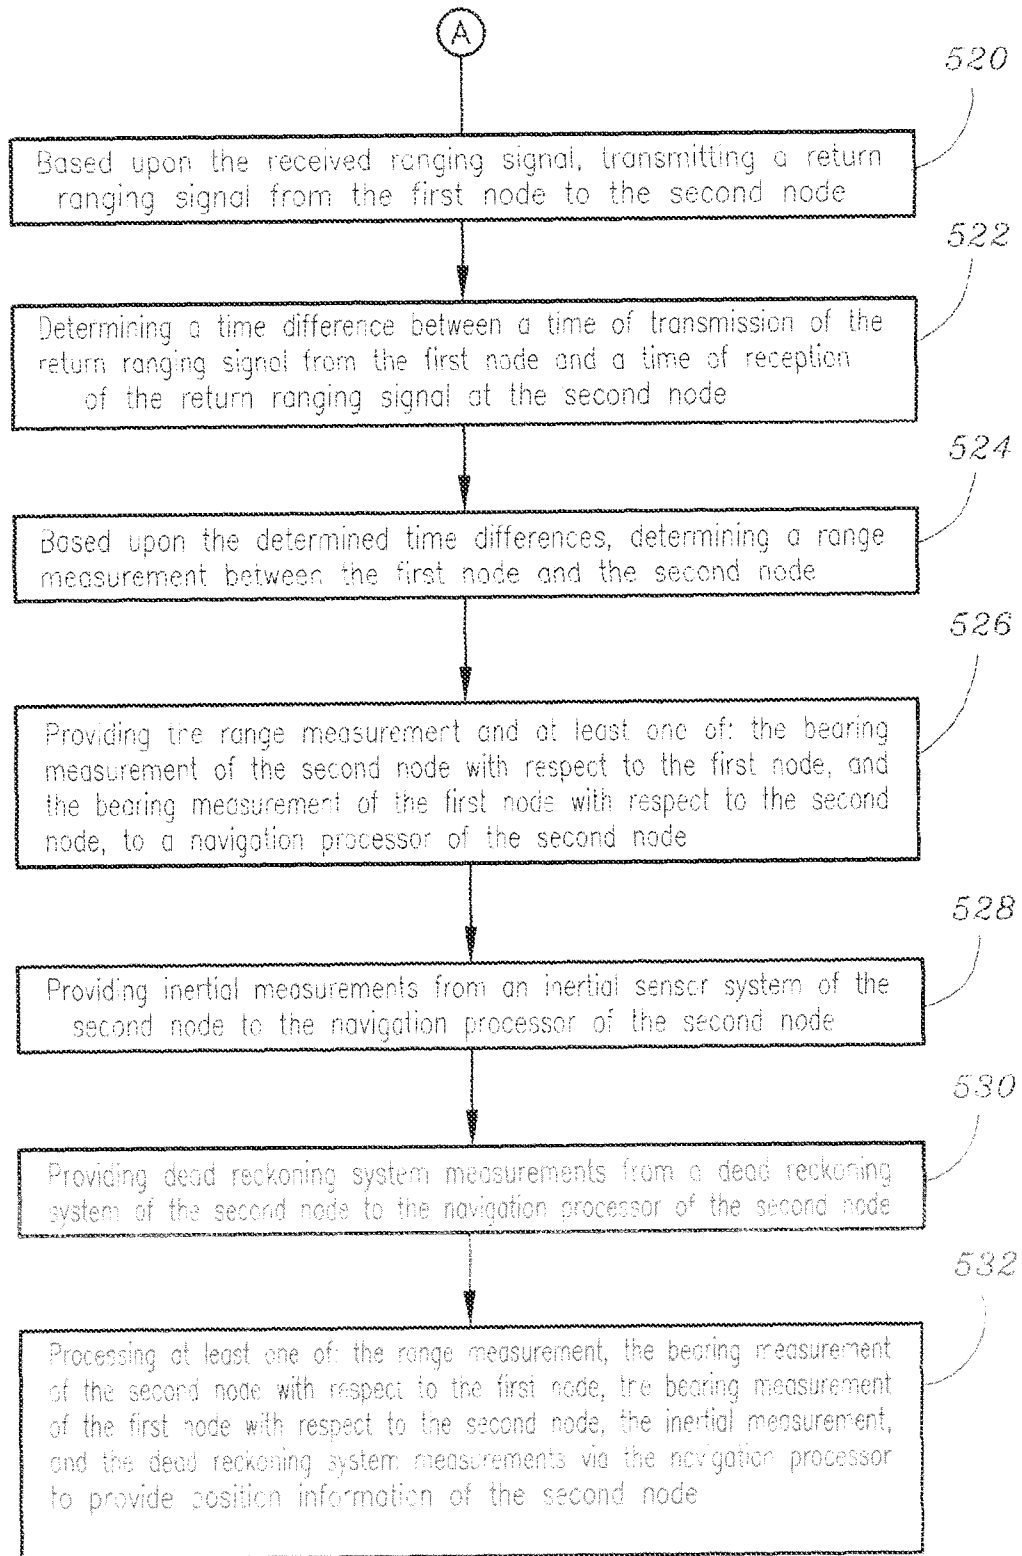 A
520
Based upon the received ranging signal, transmitting a return
ranging signal from the first node to the second node
522
Determining a time difference between a time of transmission of the
return ranging signal from the first node and a time of reception
of the return ranging signal at the second node
524
Based upon the determined time differences, determining a range
measurement between the first node and the second node
526
Providing the range measurement and at least one of: the bearing
measurement of the second node with respect to the first node, and
the bearing measurement of the first node with respect to the second
node, to a navigation processor of the second node
528
Providing inertial measurements from an inertial sensor system of the
second node to the navigation processor of the second node
530
Providing dead reckoning system measurements from a dead reckoning
system of the second node to the navigation processor of the second node
532
Processing at least one of: the range measurement, the bearing measurement
of the second node with respect to the first node, the bearing measurement
of the first node with respect to the second node, the inertial measurement,
and the dead reckoning system measurements via the navigation processor
to provide position information of the second node